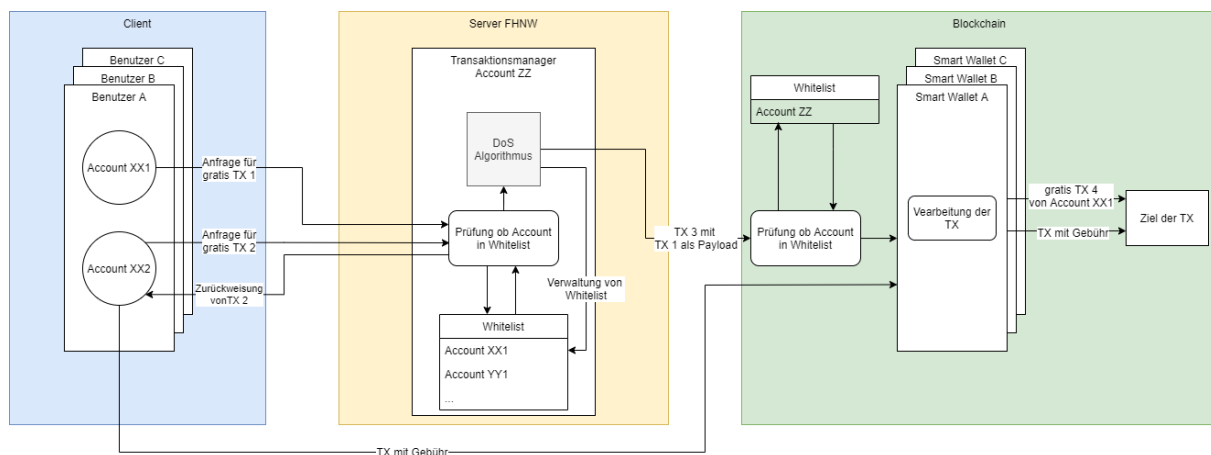 Client
Benutzer C
Benutzer B
Benutzer A
Account XX1
Account XX2
Anfrage für
gratis TX 1
Anfrage für
gratis TX 2
Zurückweisung
vonTX 2
Server FHNW
Transaktionsmanager
Account ZZ
DoS
Algorithmus
Prüfung ob Account
in Whitelist
Verwaltung von
Whitelist
Whitelist
Account XX1
Account YY1
...
TX 3 mit
TX 1 als Payload
Blockchain
Whitelist
Account ZZ
Prüfung ob Account
in Whitelist
Smart Wallet C
Smart Wallet B
Smart Wallet A
Vearbeitung der
TX
gratis TX 4
von Account XX1
TX mit Gebühr
Ziel der TX
TX mit Gebühr